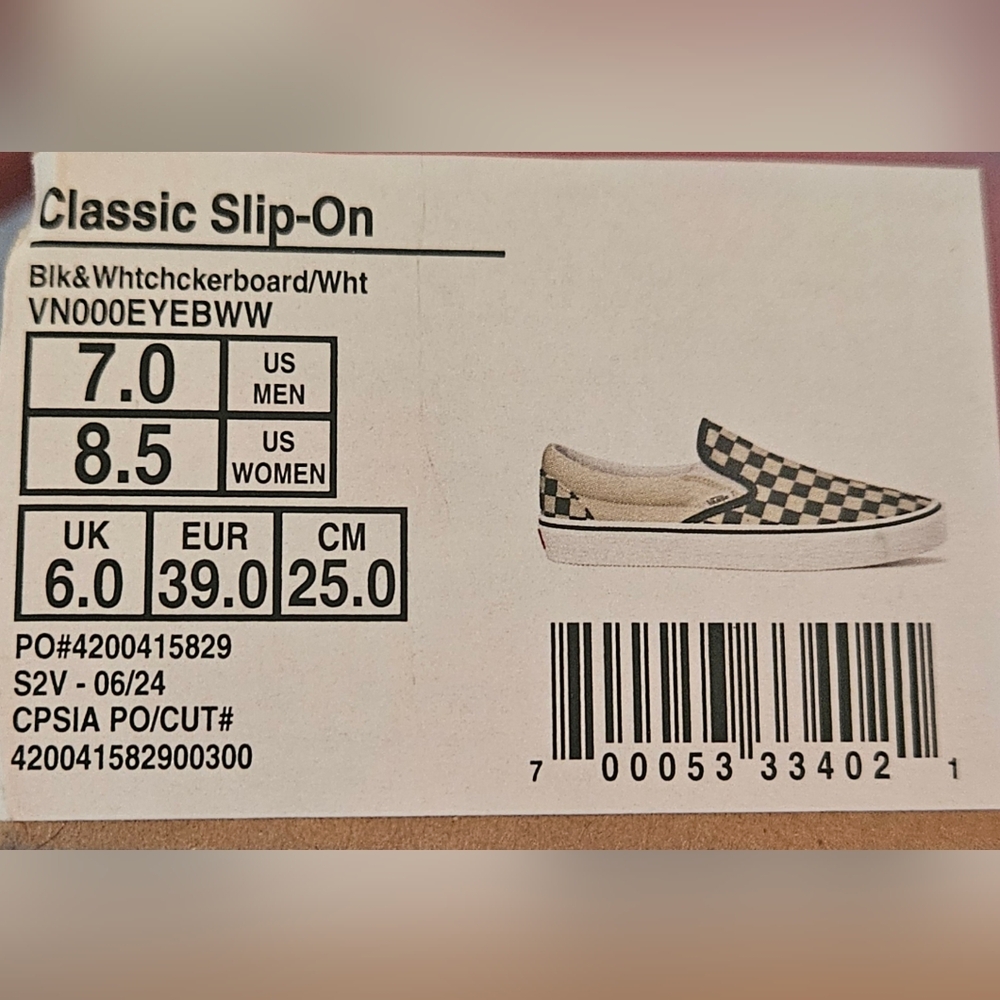 Classic Slip-On
Blk&Whtchckerboard/Wht
VN000EYEBWW
7.0 US MEN
8.5 US WOMEN
UK EUR CM
6.0 39.0 25.0
PO#4200415829
S2V - 06/24
CPSIA PO/CUT#
420041582900300
7 00053 33402 1